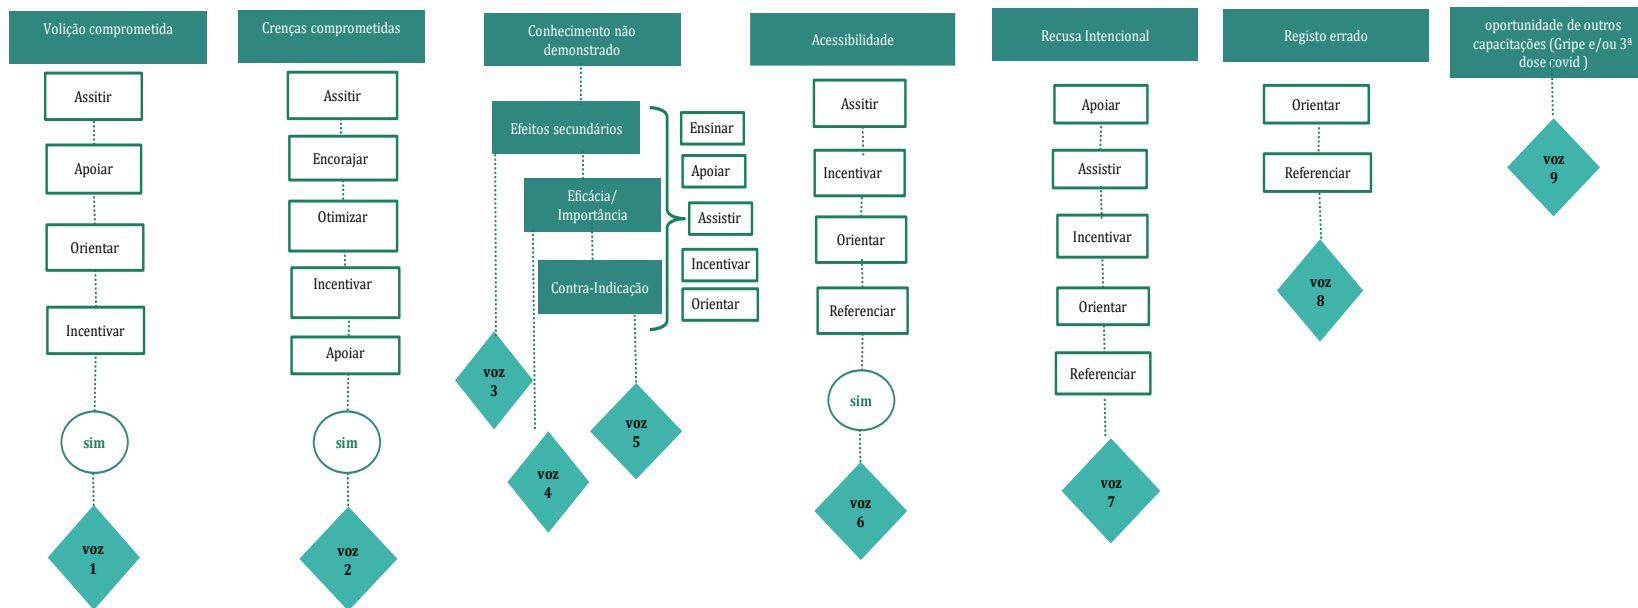 Volição comprometida
Assitir
Apoiar
Orientar
Incentivar
sim
voz
1
Crenças comprometidas
Assitir
Encorajar
Otimizar
Incentivar
Apoiar
sim
voz
2
Conhecimento não
demonstrado
Efeitos secundários
Eficácia/
Importância
Contra-Indicação
Ensinar
Apoiar
Assistir
Incentivar
Orientar
voz
3
voz
4
voz
5
Acessibilidade
Assitir
Incentivar
Orientar
Referenciar
sim
voz
6
Recusa Intencional
Apoiar
Assistir
Incentivar
Orientar
Referenciar
voz
7
Registo errado
Orientar
Referenciar
voz
8
oportunidade de outros
capacitações (Gripe e/ou 3ª
dose covid )
voz
9